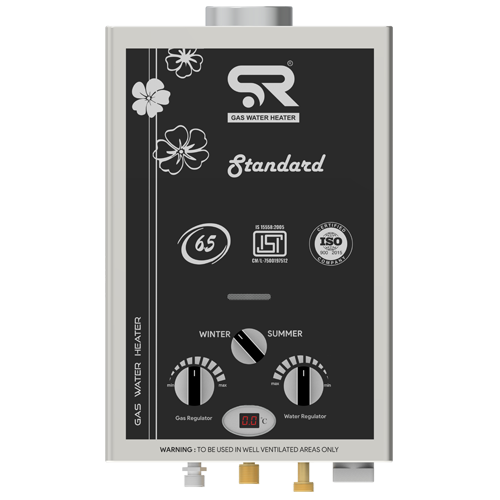 SR®
GAS WATER HEATER
Standard
6.5
IS 15558:2005
ISI
CM/L-7500197512
CERTIFIED
ISO
900 2015
COMPANY
WINTER SUMMER
min max
min max
Gas Regulator
Water Regulator
0.0 °C
GAS WATER HEATER
WARNING : TO BE USED IN WELL VENTILATED AREAS ONLY